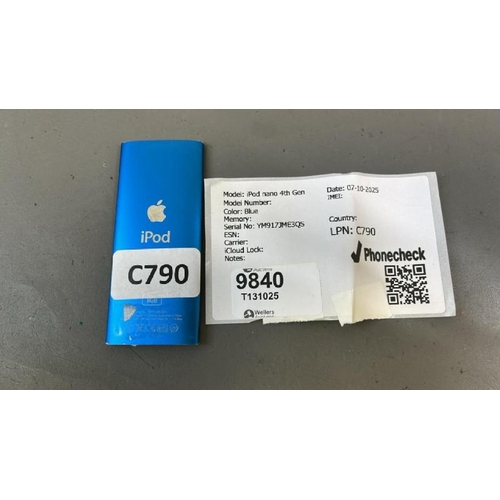 iPod
C790
Model: iPod nano 4th Gen
Model Number:
Color: Blue
Memory:
Serial No: YM917JME3QS
ESN:
Carrier:
iCloud Lock:
Notes:
Date: 07-10-2025
IMEI:
Country:
LPN: C790
Phonecheck
9840
T131025
Wellers